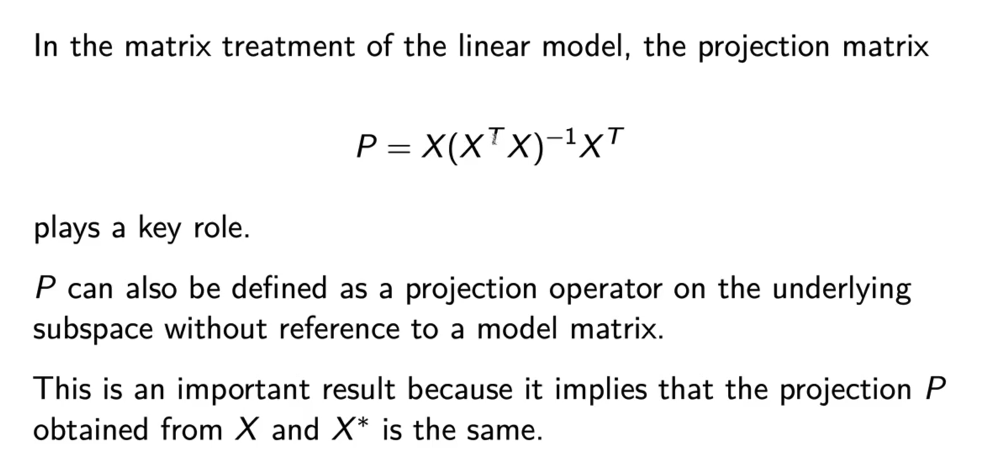 In the matrix treatment of the linear model, the projection matrix
P = X(XᵀX)⁻¹Xᵀ
plays a key role.
P can also be defined as a projection operator on the underlying
subspace without reference to a model matrix.
This is an important result because it implies that the projection P
obtained from X and X* is the same.